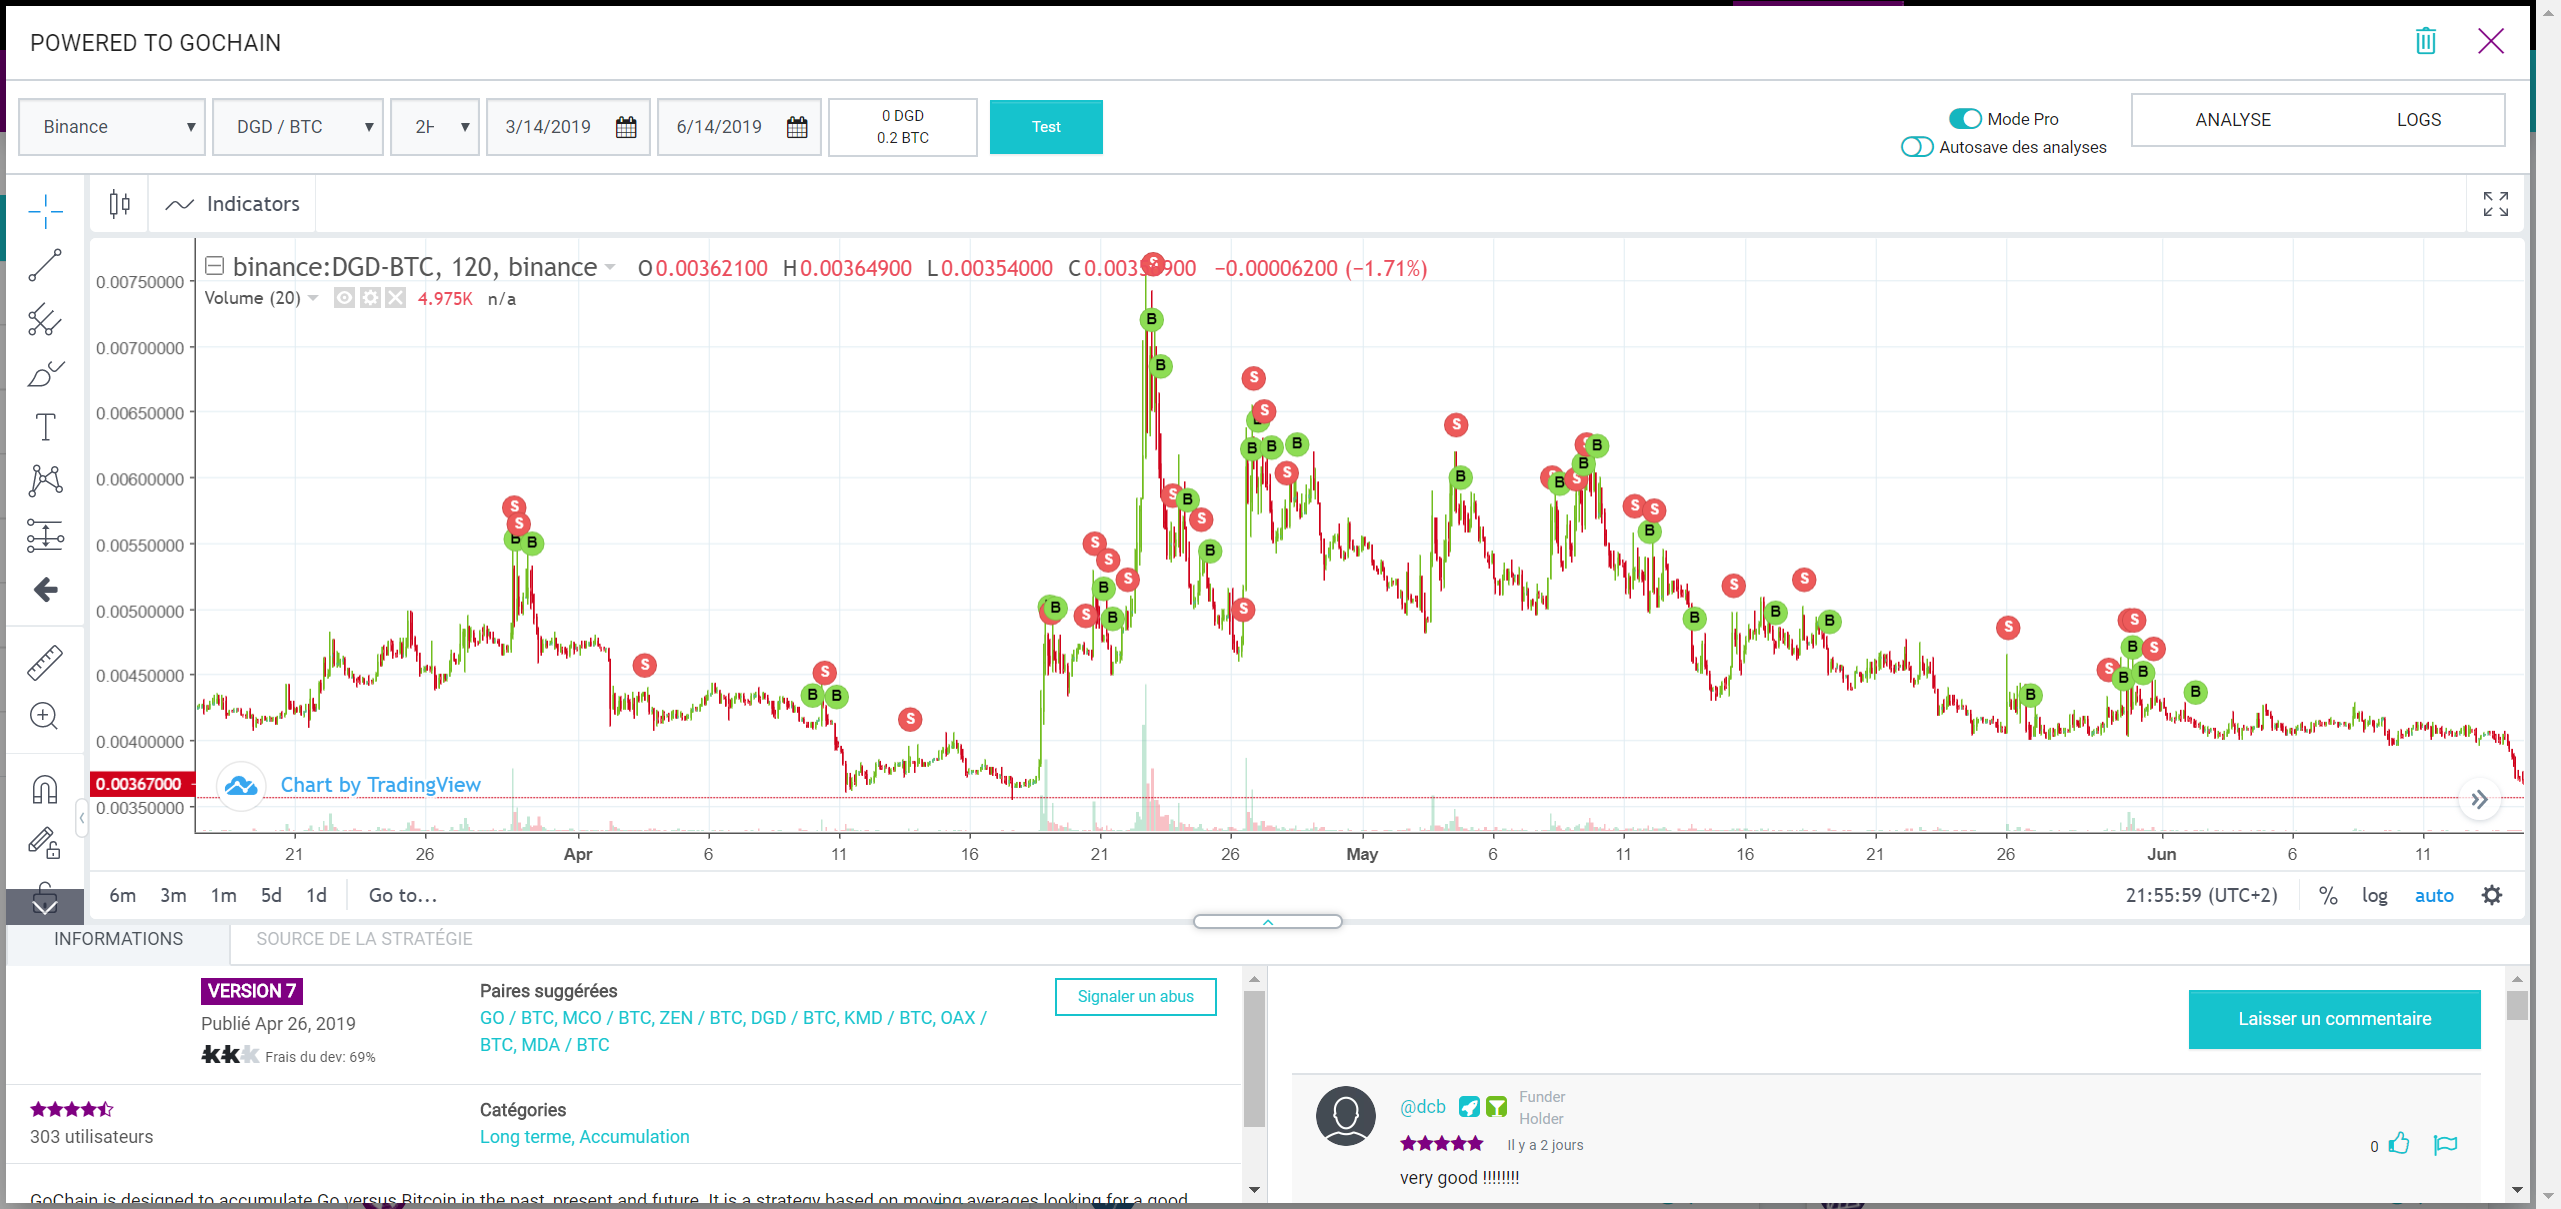 POWERED TO GOCHAIN
Binance
DGD / BTC
3/14/2019
6/14/2019
0 DGD
0.2 BTC
Test
Mode Pro
Autosave des analyses
ANALYSE
LOGS
Indicators
binance:DGD-BTC, 120, binance O0.00362100 H0.00364900 L0.00354000 −0.00006200 (−1.71%)
Volume (20) 4.975K n/a
0.00750000
0.00700000
0.00650000
0.00600000
0.00550000
0.00500000
0.00450000
0.00400000
0.00367000
0.00350000
Chart by TradingView
21 26 Apr 6 11 16 21 26 May 6 11 16 21 26 Jun 6 11
6m 3m 1m 5d 1d Go to...
21:55:59 (UTC+2) % log auto
INFORMATIONS
SOURCE DE LA STRATÉGIE
VERSION 7
Publié Apr 26, 2019
Frais du dev: 69%
Paires suggérées
GO / BTC, MCO / BTC, ZEN / BTC, DGD / BTC, KMD / BTC, OAX /
BTC, MDA / BTC
Signaler un abus
303 utilisateurs
Catégories
Long terme, Accumulation
GoChain is designed to accumulate Go versus Bitcoin in the past, present and future. It is a strategy based on moving averages looking for a good
Laisser un commentaire
@dcb
Funder
Holder
Il y a 2 jours
very good !!!!!!!!
0